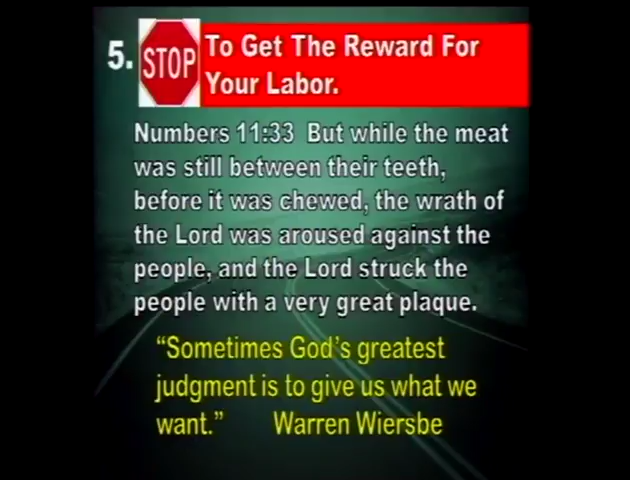 5. STOP To Get The Reward For
Your Labor.
Numbers 11:33 But while the meat
was still between their teeth,
before it was chewed, the wrath of
the Lord was aroused against the
people, and the Lord struck the
people with a very great plaque.
“Sometimes God’s greatest
judgment is to give us what we
want.” Warren Wiersbe